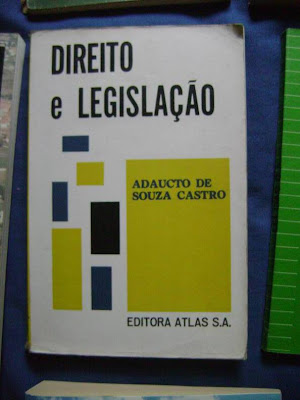 DIREITO
e LEGISLAÇÃO
ADAUCTO DE
SOUZA CASTRO
EDITORA ATLAS S.A.